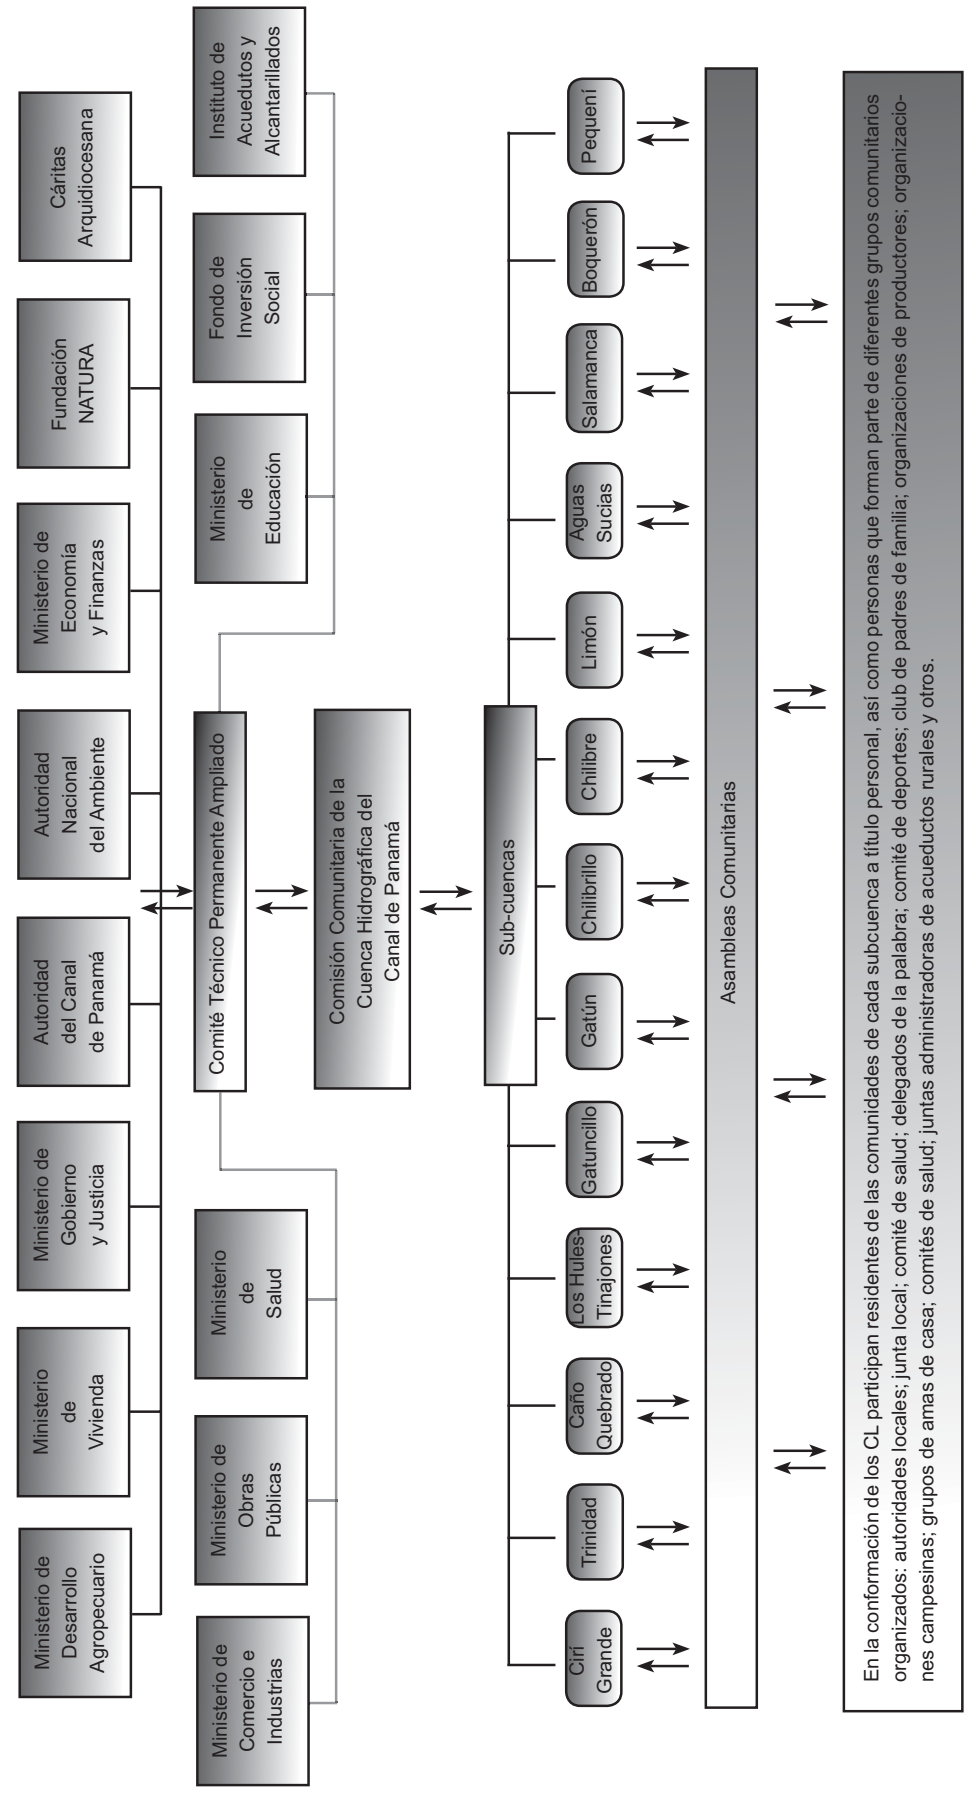 Ministerio de
Desarrollo
Agropecuario
Ministerio
de
Vivienda
Ministerio de
Gobierno
y Justicia
Autoridad
del Canal
de Panamá
Autoridad
Nacional
del Ambiente
Ministerio de
Economía
y Finanzas
Fundación
NATURA
Cáritas
Arquidiocesana
Ministerio de
Comercio e
Industrias
Ministerio de
Obras
Públicas
Ministerio
de
Salud
Comité Técnico Permanente Ampliado
Ministerio
de
Educación
Fondo de
Inversión
Social
Instituto de
Acuedutos y
Alcantarillados
Comisión Comunitaria de la
Cuenca Hidrográfica del
Canal de Panamá
Sub-cuencas
Cirí
Grande
Trinidad
Caño
Quebrado
Los Hules-
Tinajones
Gatuncillo
Gatún
Chilibrillo
Chilibre
Limón
Aguas
Sucias
Salamanca
Boquerón
Pequení
Asambleas Comunitarias
En la conformación de los CL participan residentes de las comunidades de cada subcuenca a título personal, así como personas que forman parte de diferentes grupos comunitarios
organizados: autoridades locales; junta local; comité de salud; delegados de la palabra; comité de deportes; club de padres de familia; organizaciones de productores; organizacio-
nes campesinas; grupos de amas de casa; comités de salud; juntas administradoras de acueductos rurales y otros.